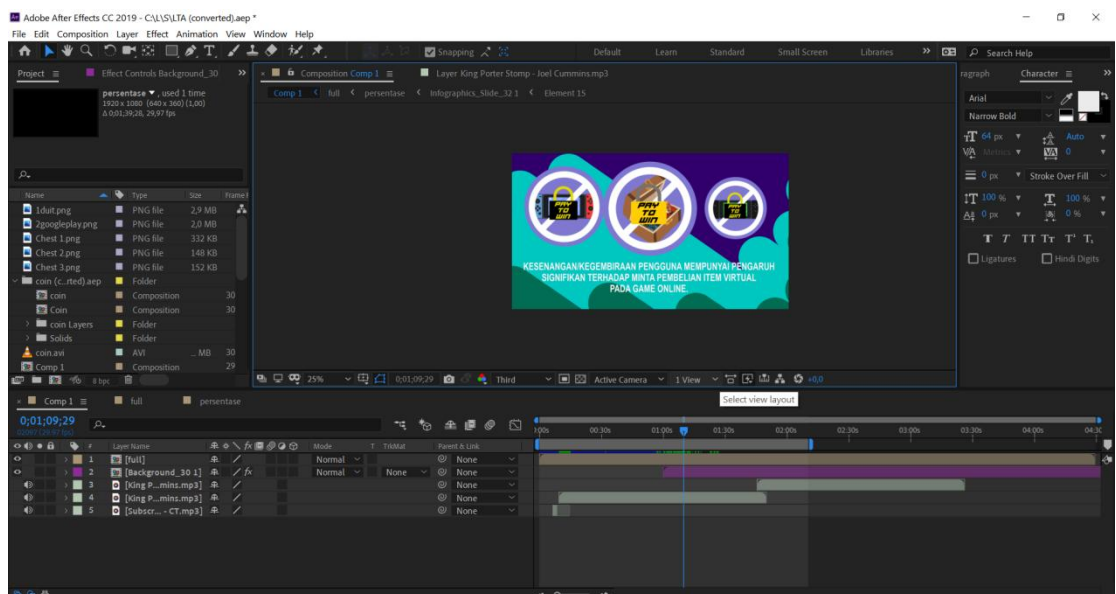 Adobe After Effects CC 2019 - C:\L\S\LTA (converted).aep *
File Edit Composition Layer Effect Animation View Window Help
Snapping
Default Learn Standard Small Screen Libraries
Search Help
Project
Effect Controls Background_30
Composition Comp 1
Layer King Porter Stomp - Joel Cummins.mp3
ragraph
Character
Comp 1 full persentase Infographics_Slide_32 1 Element 15
persentase , used 1 time
1920 x 1080 (640 x 360) (1,00)
Δ 0;01;39;28, 29,97 fps
Name Type Size Frame
1duit.png PNG file 2,9 MB
2googleplay.png PNG file 2,0 MB
Chest 1.png PNG file 332 KB
Chest 2.png PNG file 148 KB
Chest 3.png PNG file 152 KB
coin (c...rted).aep Folder
coin Composition 30
Coin Composition 30
coin Layers Folder
Solids Folder
coin.avi AVI ... MB 30
Comp 1 Composition 29
8 bpc
PAY TO WIN
PAY TO WIN
PAY TO WIN
KESENANGAN/KEGEMBIRAAN PENGGUNA MEMPUNYAI PENGARUH
SIGNIFIKAN TERHADAP MINTA PEMBELIAN ITEM VIRTUAL
PADA GAME ONLINE.
25% 0;01;09;29 Third Active Camera 1 View +0,0
Select view layout
Arial
Narrow Bold
64 px Auto
Metrics 0
0 px Stroke Over Fill
100 % 100 %
0 px 0 %
T T TT Tr T' T,
Ligatures Hindi Digits
Comp 1 full persentase
0;01;09;29
# Layer Name Mode T TrkMat Parent & Link
1 [full] Normal None
2 [Background_30 1] Normal None None
3 [King P...mins.mp3] None
4 [King P...mins.mp3] None
5 [Subscr... - CT.mp3] None
00:30s 01:00s 01:30s 02:00s 02:30s 03:00s 03:30s 04:00s